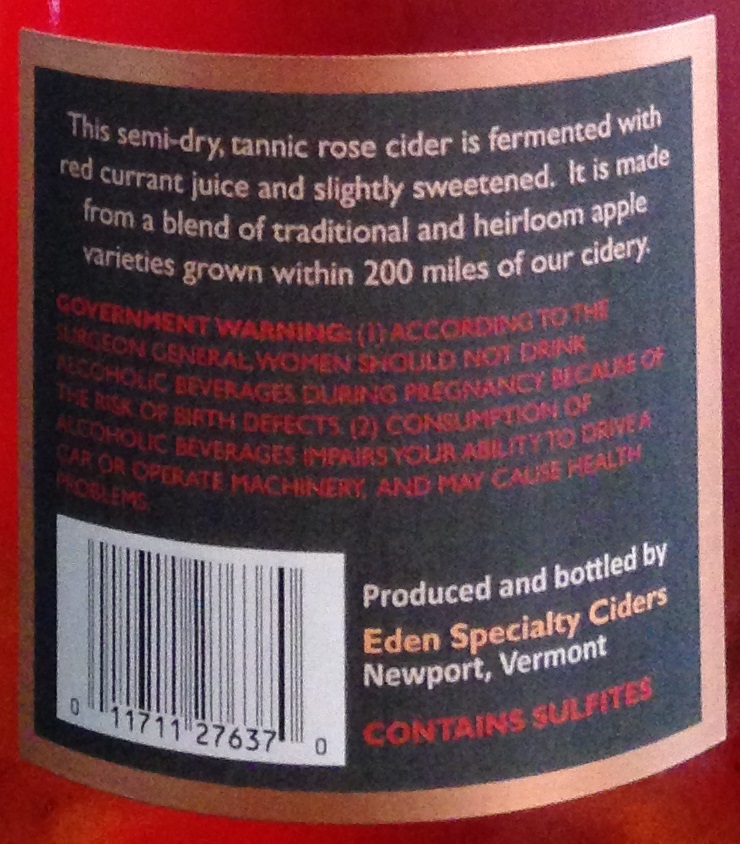 This semi-dry, tannic rose cider is fermented with
red currant juice and slightly sweetened. It is made
from a blend of traditional and heirloom apple
varieties grown within 200 miles of our cidery.
GOVERNMENT WARNING: (1) ACCORDING TO THE
SURGEON GENERAL, WOMEN SHOULD NOT DRINK
ALCOHOLIC BEVERAGES DURING PREGNANCY BECAUSE OF
THE RISK OF BIRTH DEFECTS. (2) CONSUMPTION OF
ALCOHOLIC BEVERAGES IMPAIRS YOUR ABILITY TO DRIVE A
CAR OR OPERATE MACHINERY, AND MAY CAUSE HEALTH
PROBLEMS.
Produced and bottled by
Eden Specialty Ciders
Newport, Vermont
CONTAINS SULFITES
0 11711 27637 0